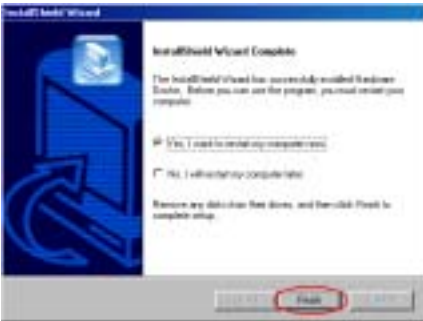 InstallShield Wizard
InstallShield Wizard Complete
The InstallShield Wizard has successfully installed Hardware
Doctor. Before you can use the program, you must restart your
computer.
Yes, I want to restart my computer now.
No, I will restart my computer later.
Remove any disks from their drives, and then click Finish to
complete setup.
Finish